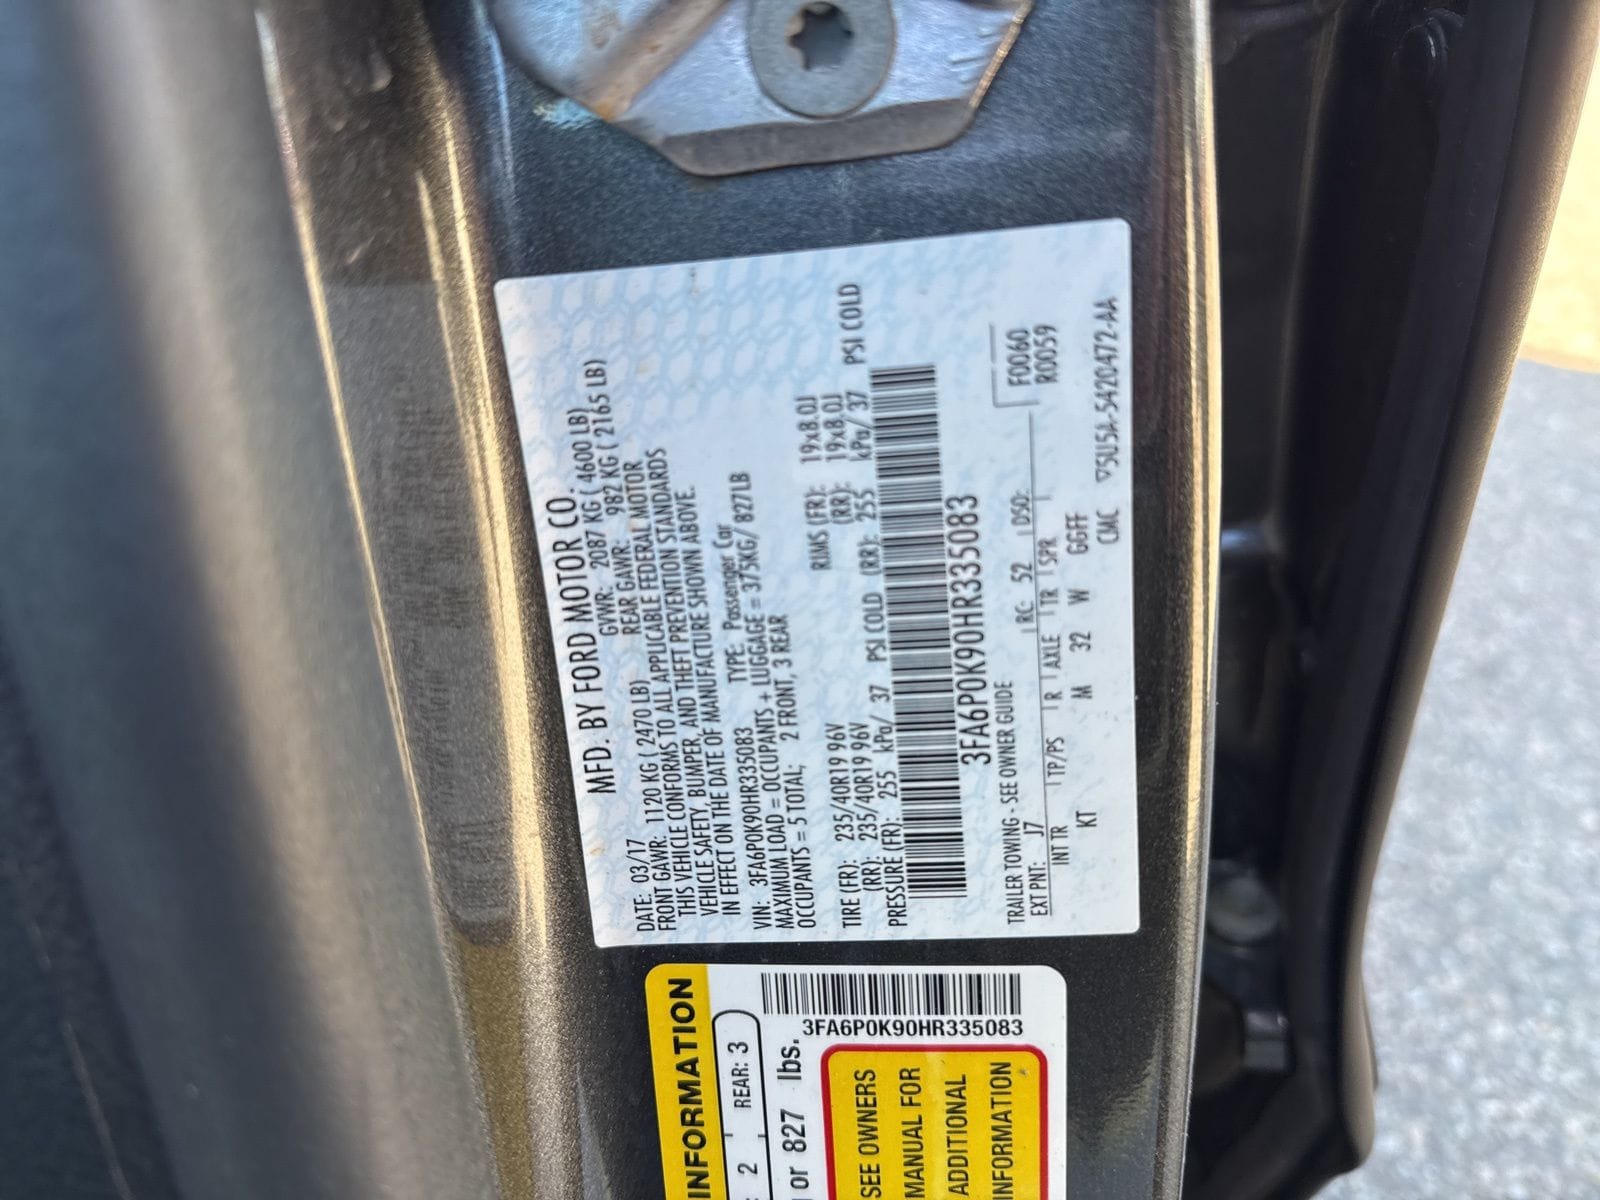 MFD. BY FORD MOTOR CO.
DATE: 03/17 GVWR: 2087 KG ( 4600 LB)
FRONT GAWR: 1120 KG ( 2470 LB) REAR GAWR: 982 KG ( 2165 LB)
THIS VEHICLE CONFORMS TO ALL APPLICABLE FEDERAL MOTOR
VEHICLE SAFETY, BUMPER, AND THEFT PREVENTION STANDARDS
IN EFFECT ON THE DATE OF MANUFACTURE SHOWN ABOVE.
VIN: 3FA6P0K90HR335083 TYPE: Passenger Car
MAXIMUM LOAD = OCCUPANTS + LUGGAGE = 375KG/ 827LB
OCCUPANTS = 5 TOTAL; 2 FRONT, 3 REAR
TIRE (FR): 235/40R19 96V RIMS (FR): 19x8.0J
(RR): 235/40R19 96V (RR): 19x8.0J
PRESSURE (FR): 255 kPa/ 37 PSI COLD (RR): 255 kPa/ 37 PSI COLD
3FA6P0K90HR335083
TRAILER TOWING - SEE OWNER GUIDE
F0060
EXT PNT: J7 RC: 52 DSO: R0059
INT TR TP/PS R AXLE TR SPR
KT M 32 W GGFF
CMC ▽5U5A-5420472-AA
INFORMATION
: 2 REAR: 3
or 827 lbs.
3FA6P0K90HR335083
SEE OWNERS
MANUAL FOR
ADDITIONAL
INFORMATION